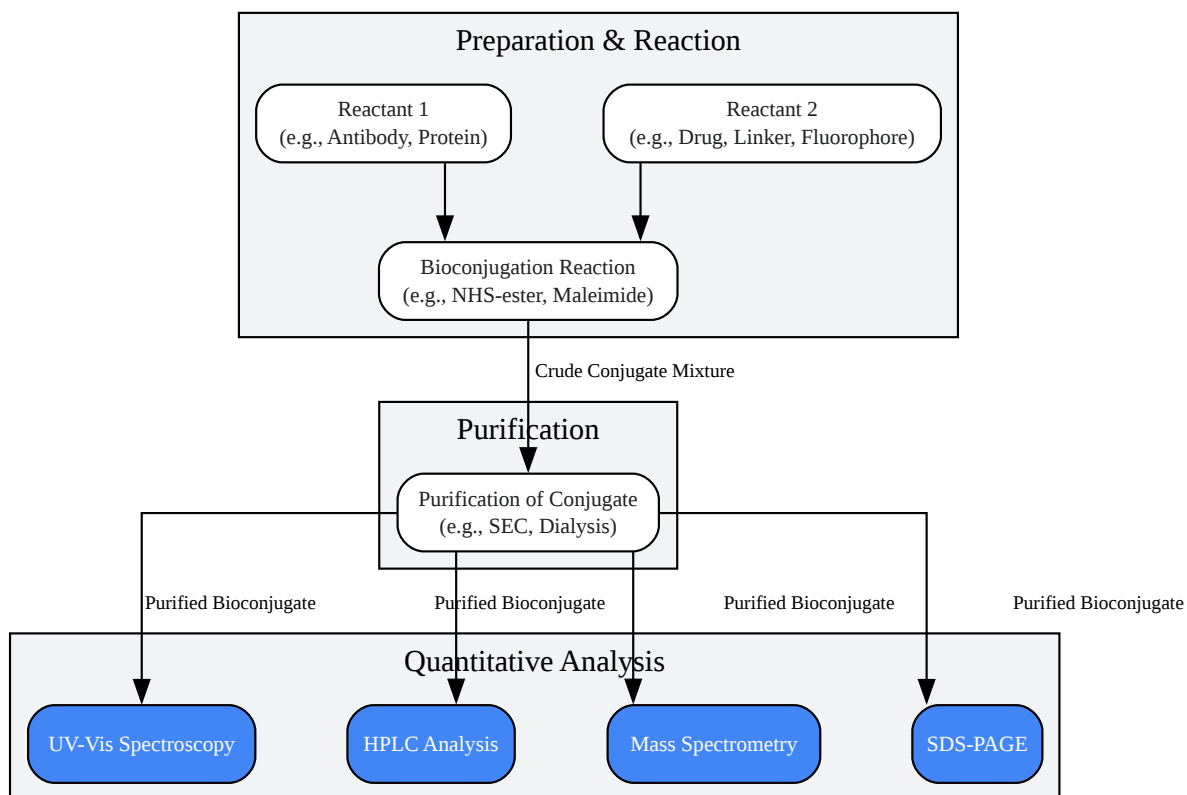 Preparation & Reaction
Reactant 1
(e.g., Antibody, Protein)
Reactant 2
(e.g., Drug, Linker, Fluorophore)
Bioconjugation Reaction
(e.g., NHS-ester, Maleimide)
Crude Conjugate Mixture
Purification
Purification of Conjugate
(e.g., SEC, Dialysis)
Purified Bioconjugate
Purified Bioconjugate
Purified Bioconjugate
Purified Bioconjugate
Quantitative Analysis
UV-Vis Spectroscopy
HPLC Analysis
Mass Spectrometry
SDS-PAGE